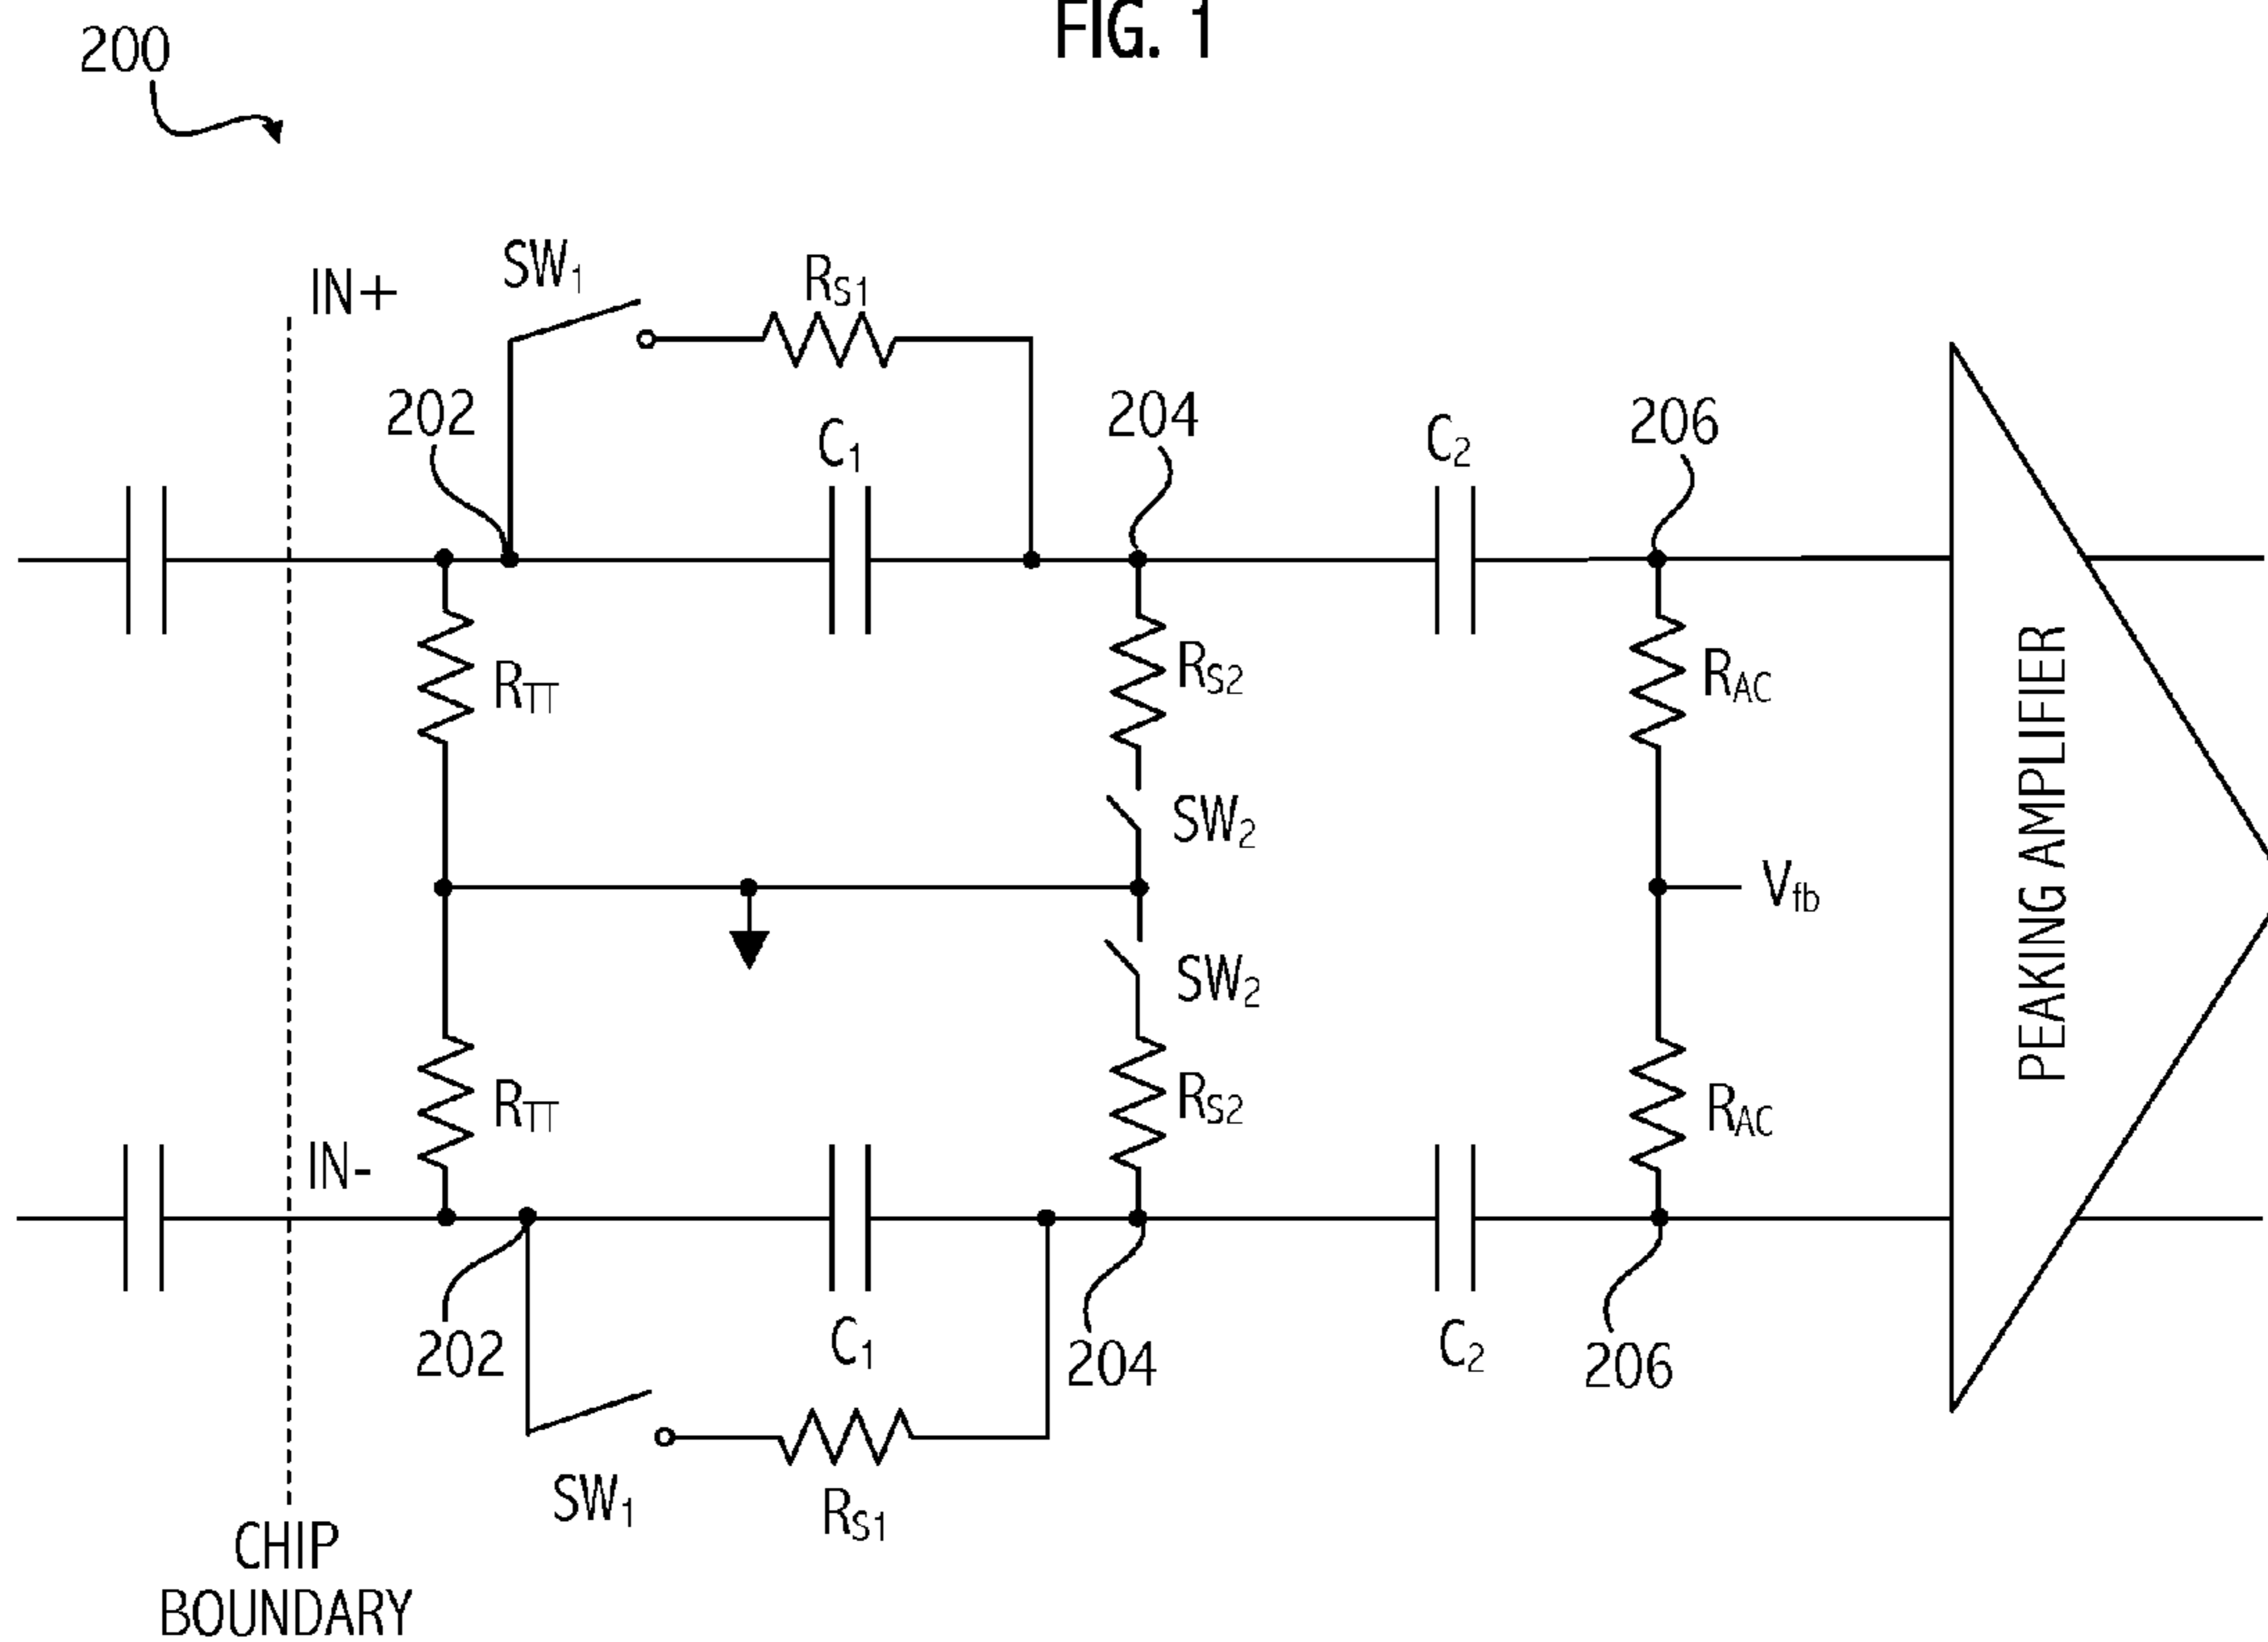 FIG. 1
200
IN+
SW1
RS1
202
C1
204
C2
206
RTT
RS2
RAC
SW2
Vfb
SW2
RTT
RS2
RAC
IN-
202
C1
204
C2
206
SW1
RS1
PEAKING AMPLIFIER
CHIP
BOUNDARY